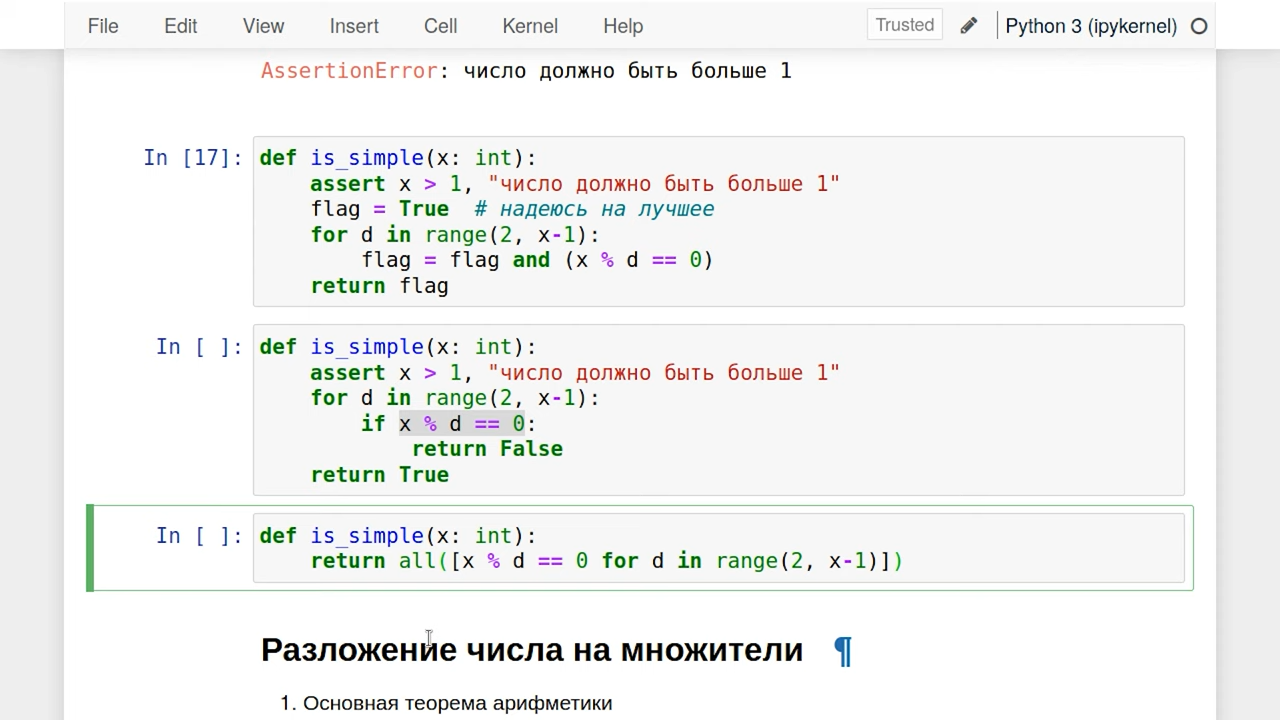 File Edit View Insert Cell Kernel Help Trusted Python 3 (ipykernel)
AssertionError: число должно быть больше 1
In [17]: def is_simple(x: int):
    assert x > 1, "число должно быть больше 1"
    flag = True  # надеюсь на лучшее
    for d in range(2, x-1):
        flag = flag and (x % d == 0)
    return flag
In [ ]: def is_simple(x: int):
    assert x > 1, "число должно быть больше 1"
    for d in range(2, x-1):
        if x % d == 0:
            return False
    return True
In [ ]: def is_simple(x: int):
    return all([x % d == 0 for d in range(2, x-1)])
Разложение числа на множители ¶
1. Основная теорема арифметики